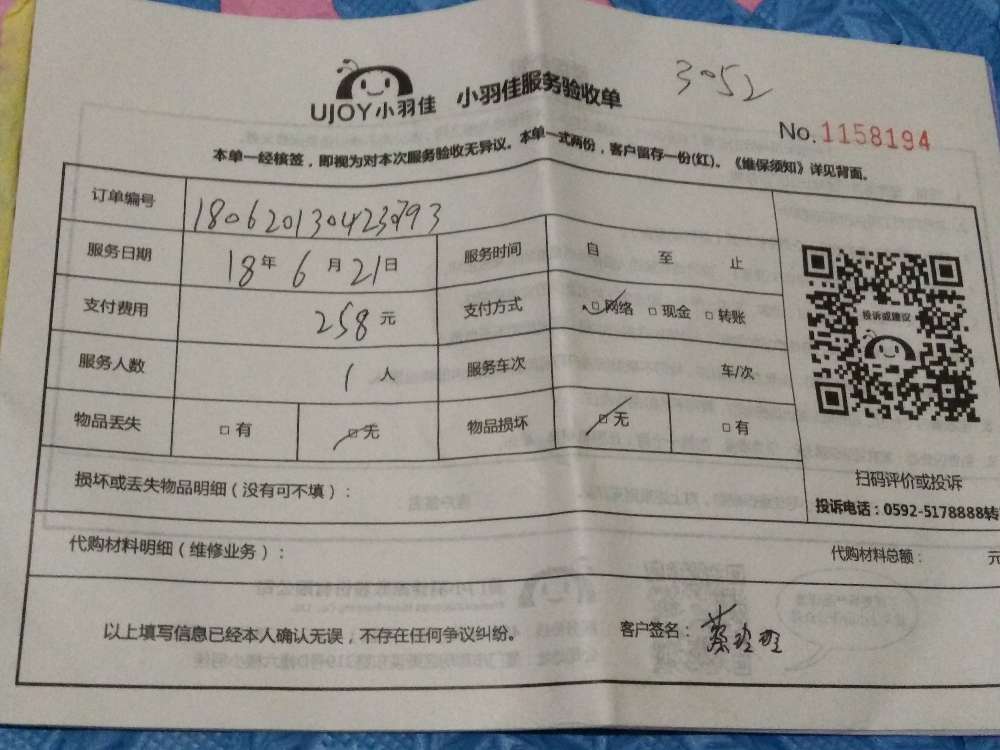 3052
UJOY小羽佳 小羽佳服务验收单
No.1158194
本单一经核签，即视为对本次服务验收无异议。本单一式两份，客户留存一份(红)。《维保须知》详见背面。
订单编号 180620130423793
服务日期 18年 6月21日 服务时间 自 至 止
支付费用 258元 支付方式 □网络 □现金 □转账
投诉或建议
服务人数 1人 服务车次 车/次
物品丢失 □有 □无 物品损坏 □无 □有
损坏或丢失物品明细（没有可不填）：
扫码评价或投诉
投诉电话：0592-5178888转
代购材料明细（维修业务）： 代购材料总额： 元
以上填写信息已经本人确认无误，不存在任何争议纠纷。 客户签名：